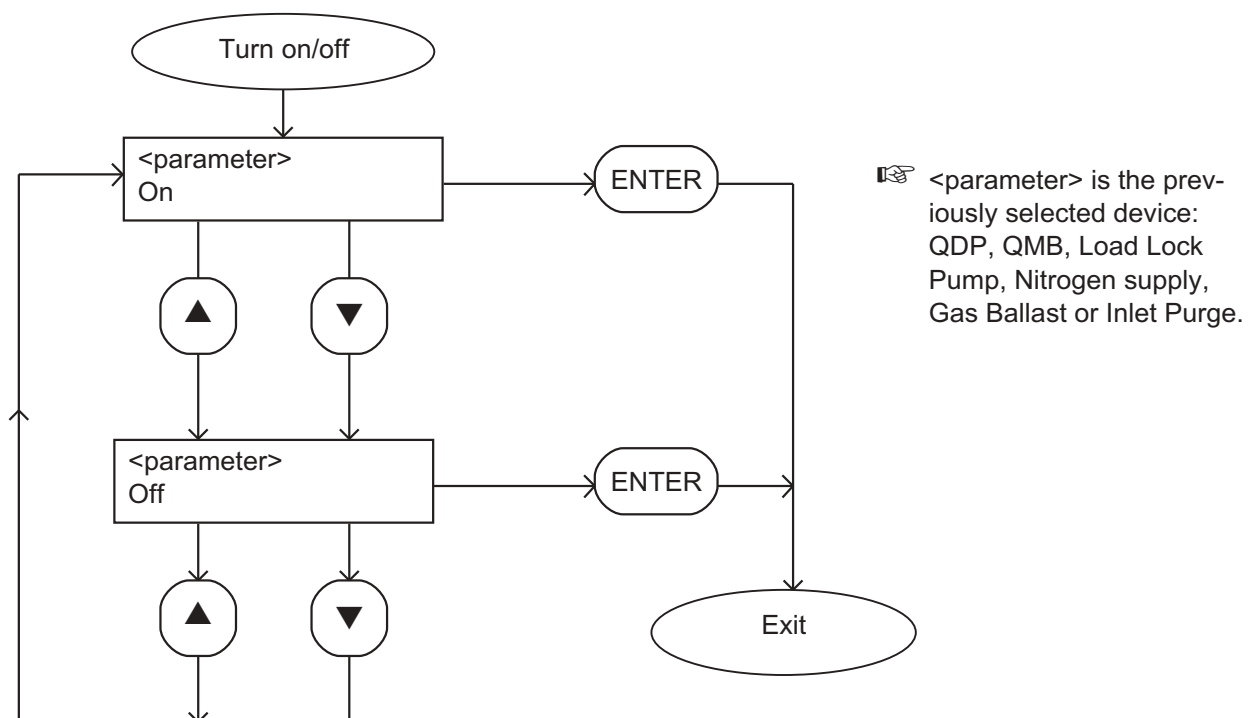 Turn on/off
<parameter>
On
ENTER
☞ <parameter> is the prev-
iously selected device:
QDP, QMB, Load Lock
Pump, Nitrogen supply,
Gas Ballast or Inlet Purge.
▲ ▼
<parameter>
Off
ENTER
▲ ▼
Exit